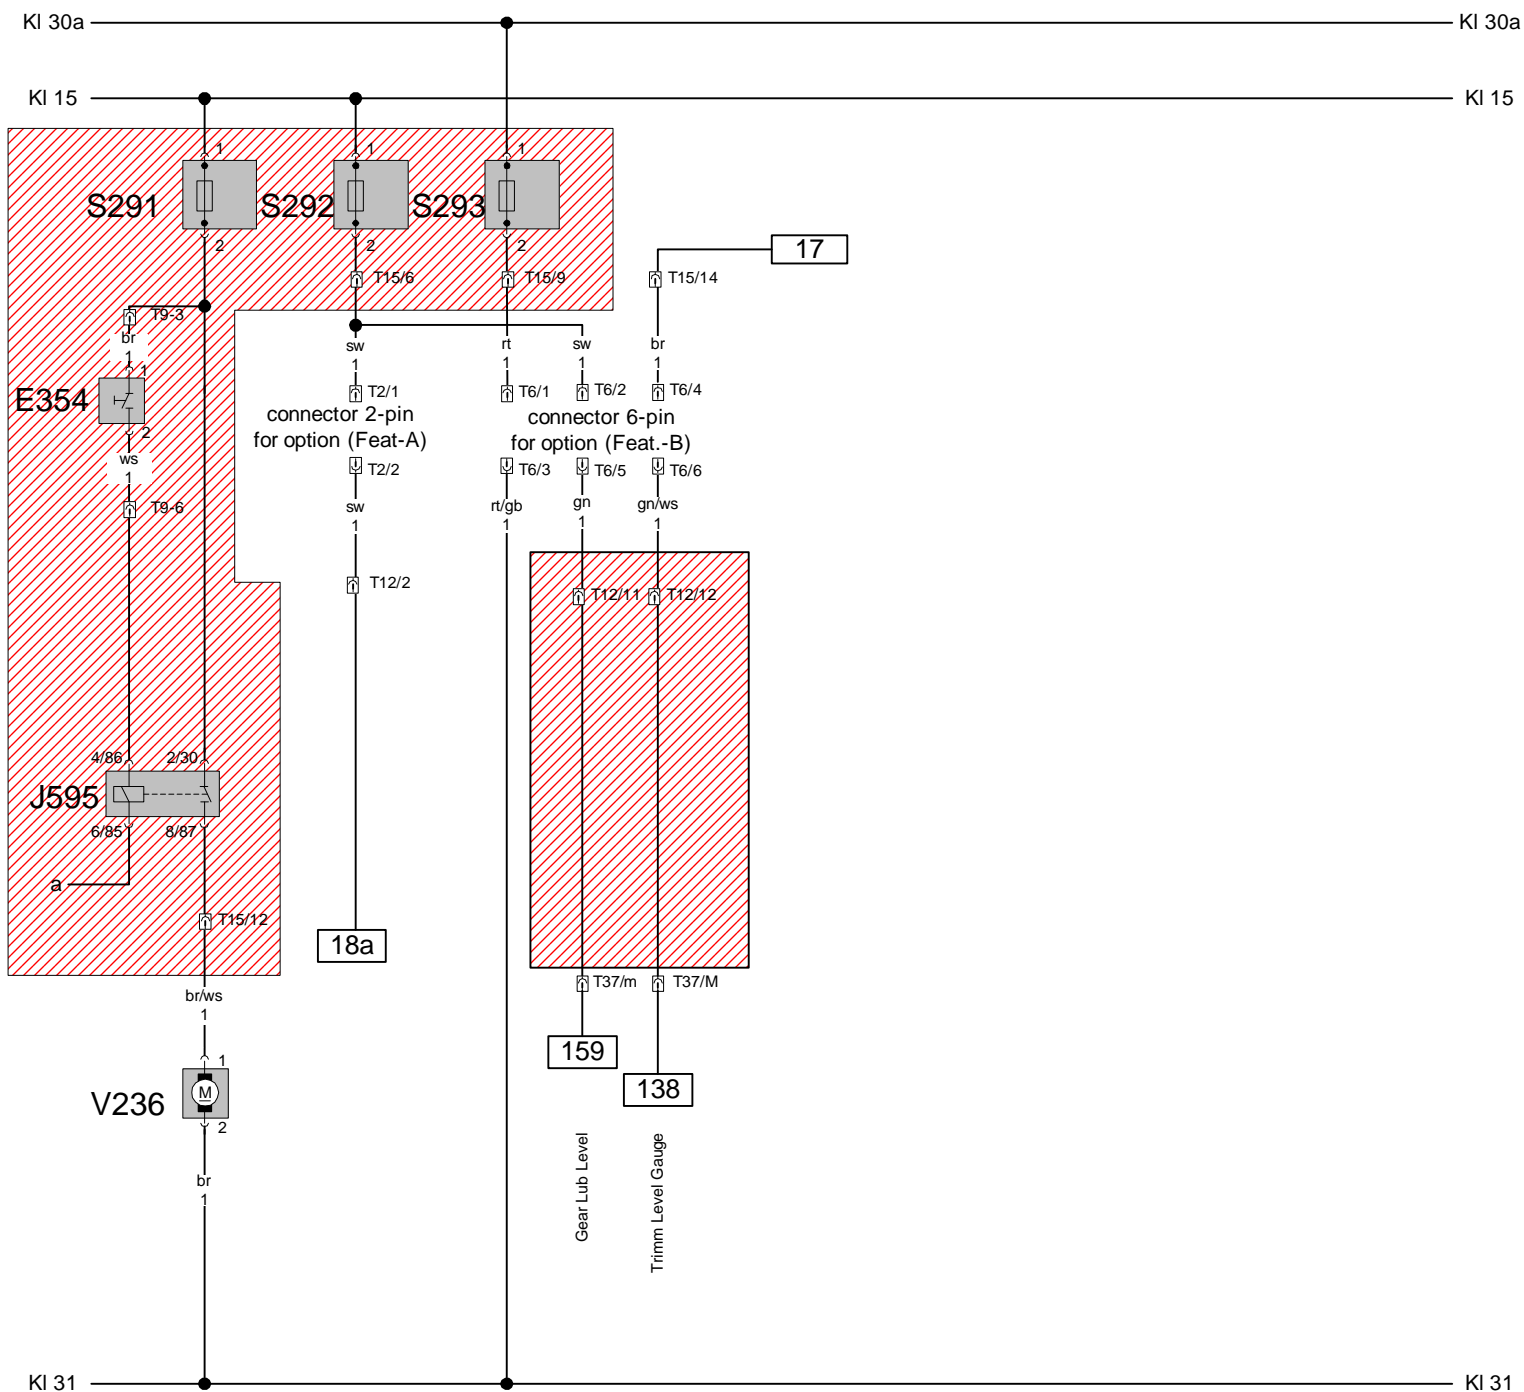 Kl 30a
Kl 30a
Kl 15
Kl 15
1
1
1
S291
S292
S293
2
2
2
17
T15/6
T15/9
T15/14
T9-3
br
1
sw
1
rt
1
sw
1
br
1
1
E354
2
T2/1
T6/1
T6/2
T6/4
connector 2-pin
for option (Feat-A)
connector 6-pin
for option (Feat.-B)
T2/2
T6/3
T6/5
T6/6
ws
1
T9-6
sw
1
rt/gb
1
gn
1
gn/ws
1
T12/2
T12/11
T12/12
4/86
2/30
J595
6/85
8/87
a
T15/12
18a
T37/m
T37/M
br/ws
1
159
138
1
M
V236
2
br
1
Gear Lub Level
Trimm Level Gauge
Kl 31
Kl 31